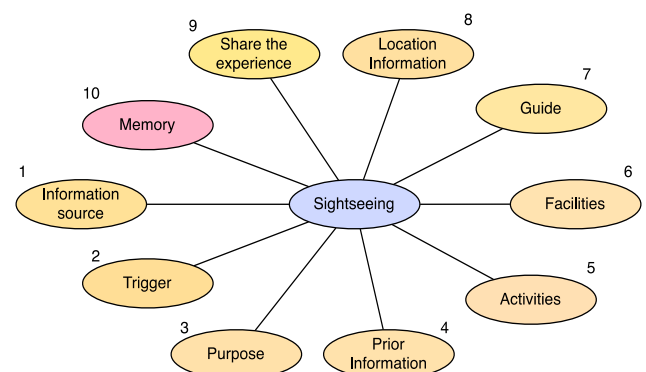 9
Share the
experience
8
Location
Information
7
Guide
10
Memory
1
Information
source
Sightseeing
6
Facilities
2
Trigger
5
Activities
3
Purpose
4
Prior
Information